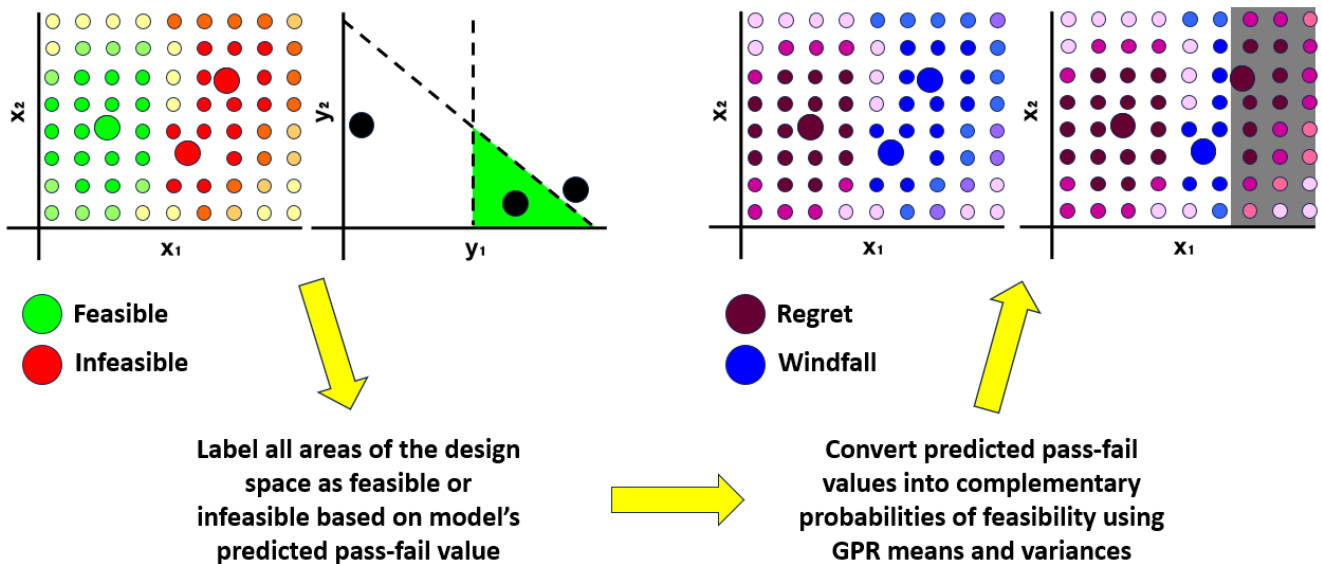 x₂
x₁
y₂
y₁
x₂
x₁
x₂
x₁
Feasible
Infeasible
Regret
Windfall
Label all areas of the design
space as feasible or
infeasible based on model’s
predicted pass-fail value
Convert predicted pass-fail
values into complementary
probabilities of feasibility using
GPR means and variances